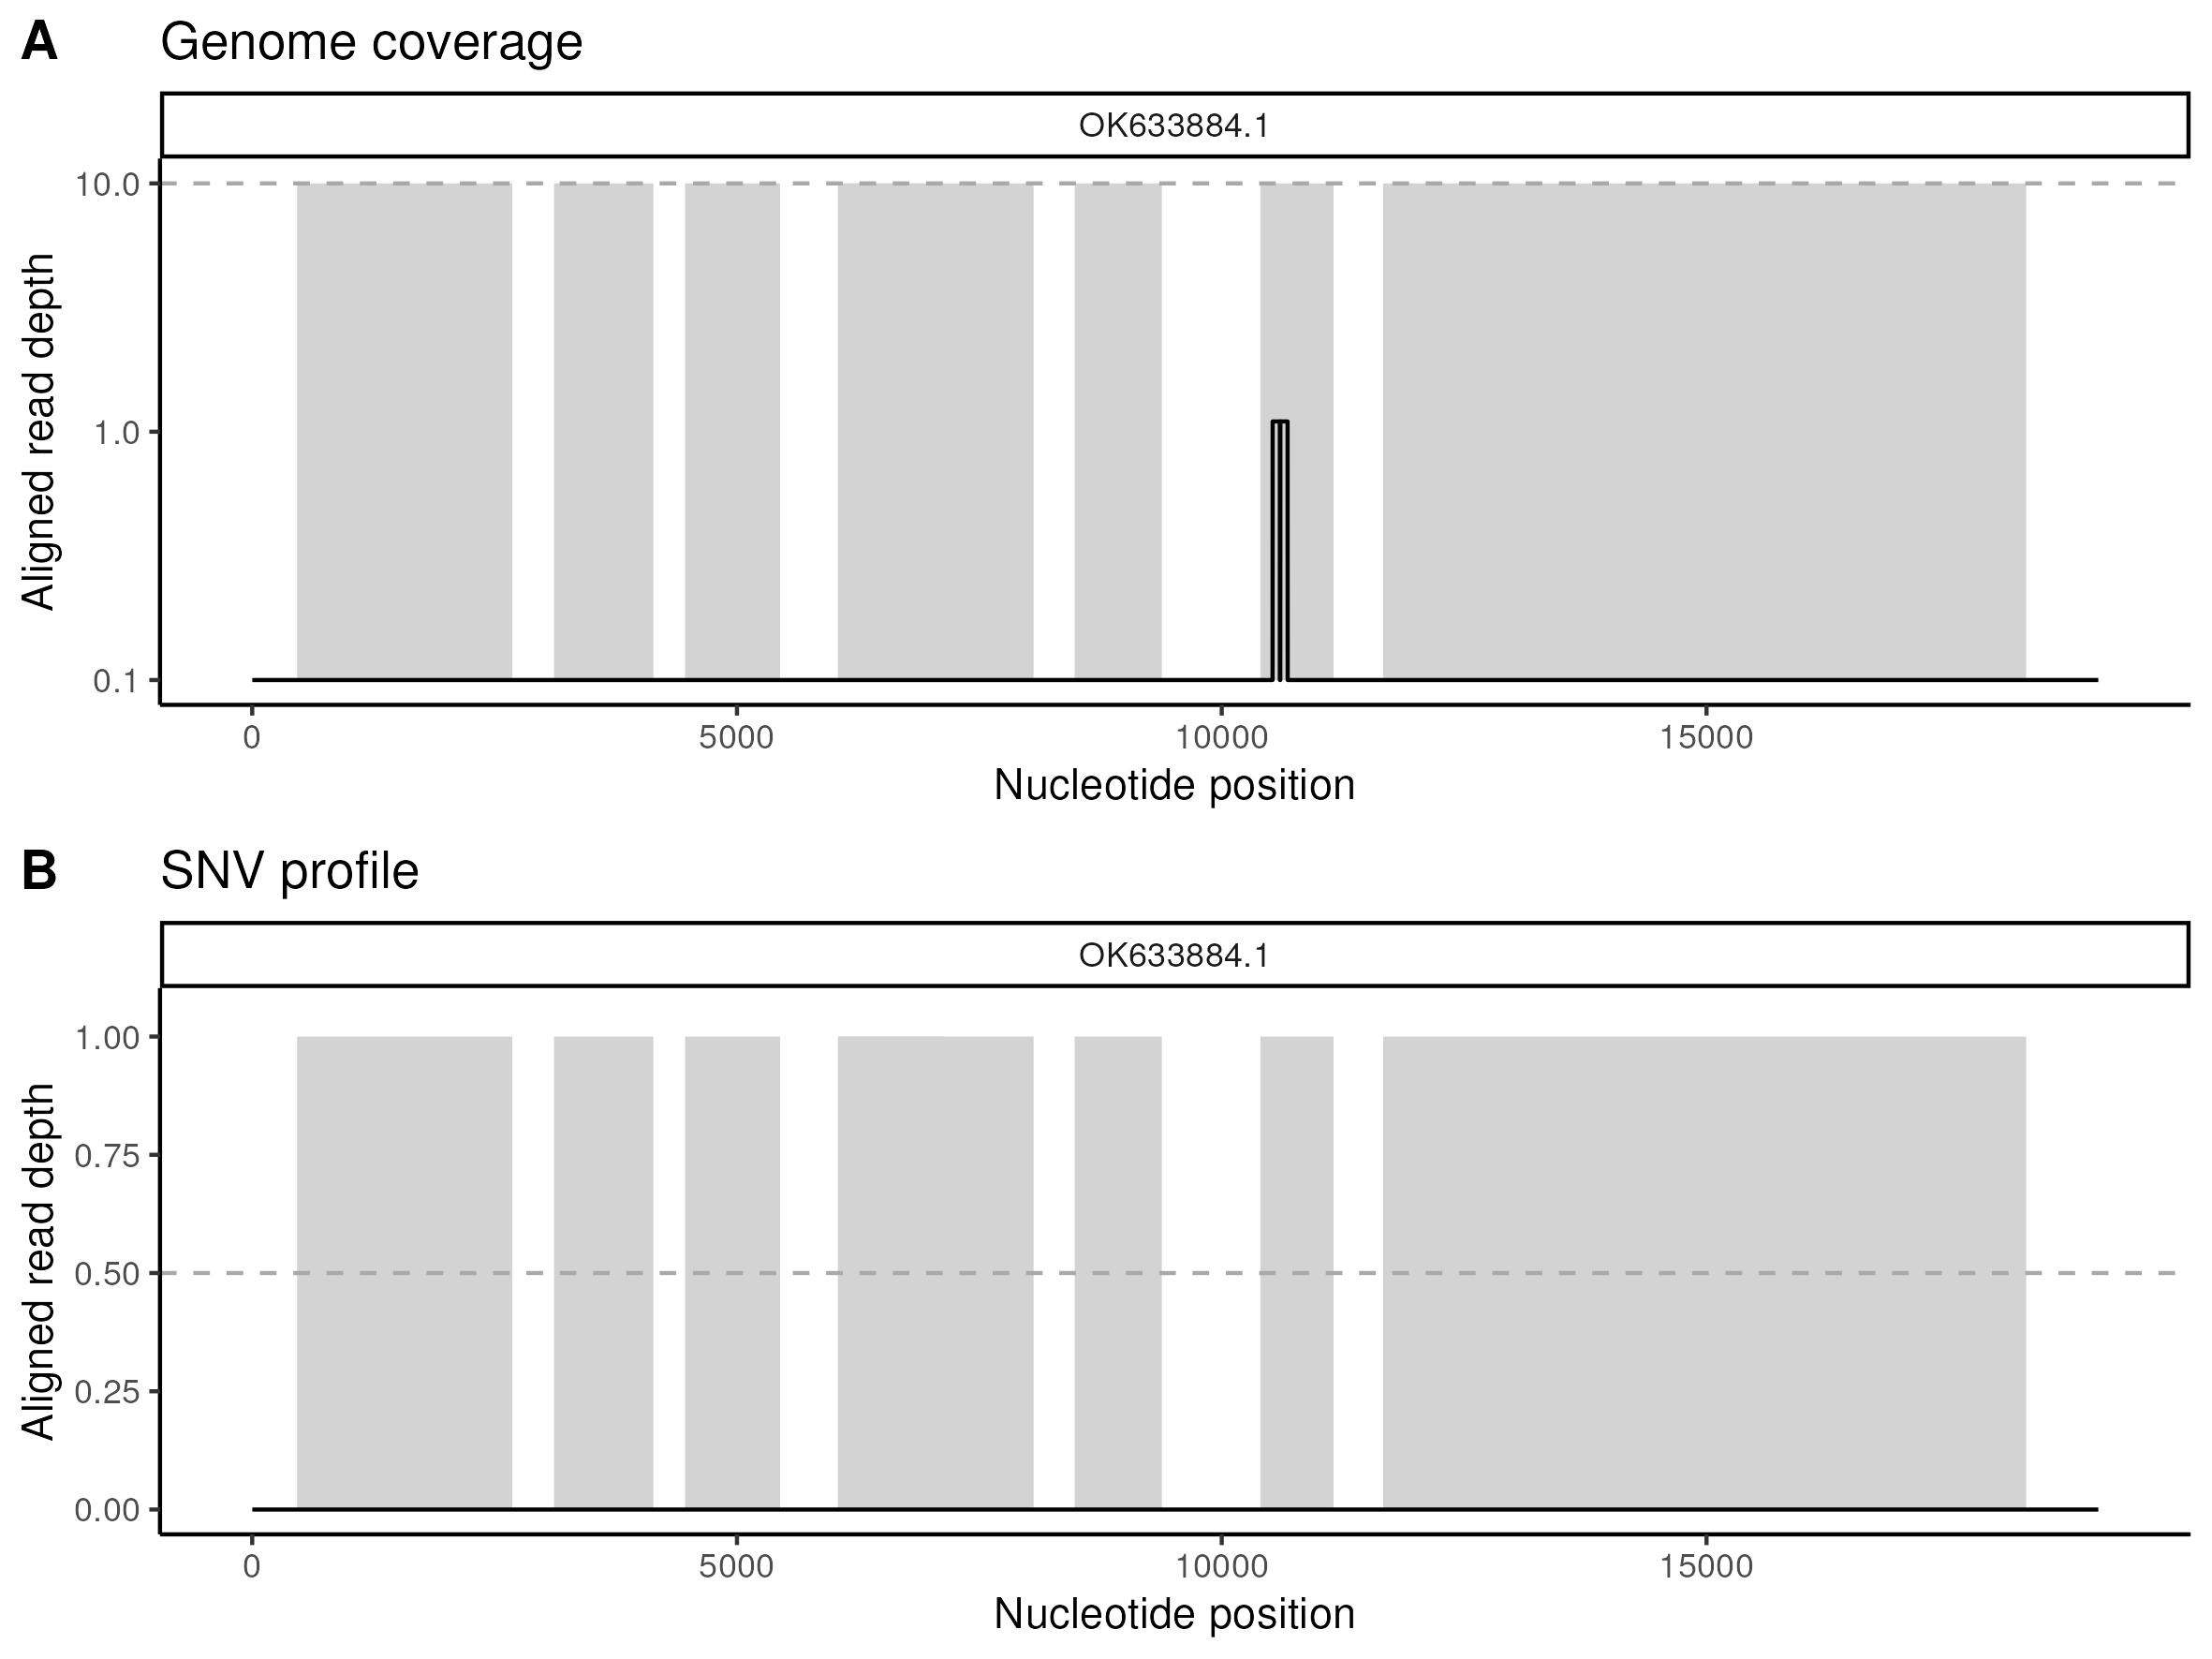 A Genome coverage
OK633884.1
Aligned read depth
10.0
1.0
0.1
0 5000 10000 15000
Nucleotide position
B SNV profile
OK633884.1
Aligned read depth
1.00
0.75
0.50
0.25
0.00
0 5000 10000 15000
Nucleotide position